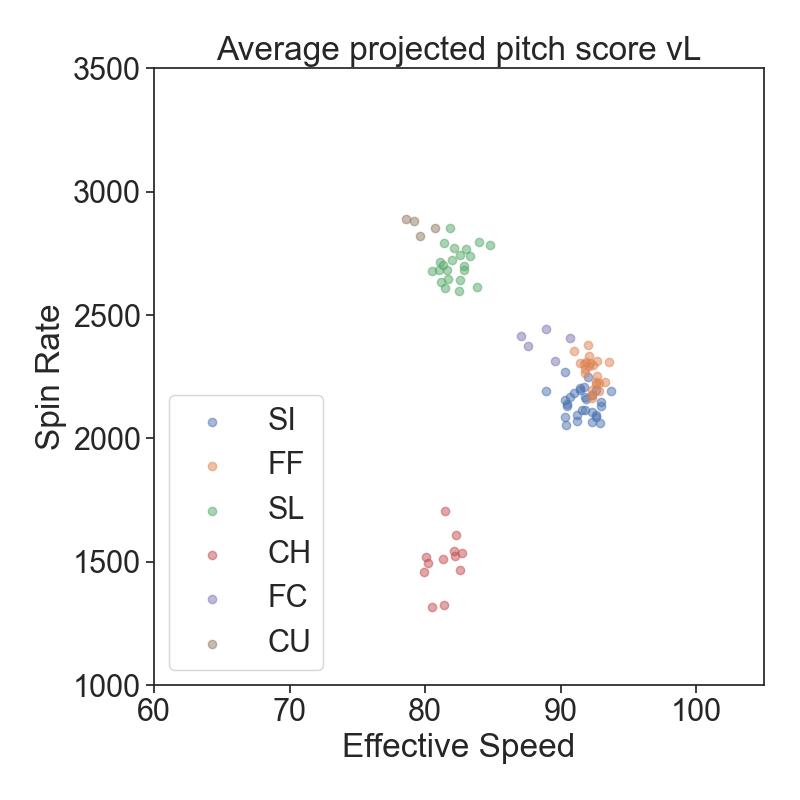 Average projected pitch score vL
3500
3000
2500
2000
1500
1000
Spin Rate
SI
FF
SL
CH
FC
CU
60 70 80 90 100
Effective Speed